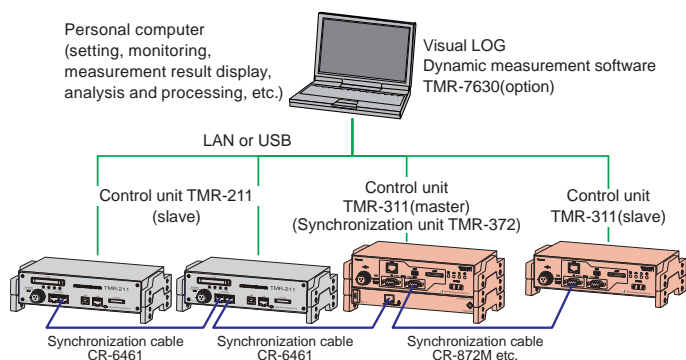 Personal computer
(setting, monitoring,
measurement result display,
analysis and processing, etc.)
Visual LOG
Dynamic measurement software
TMR-7630(option)
LAN or USB
Control unit TMR-211
(slave)
Control unit
TMR-311(master)
(Synchronization unit TMR-372)
Control unit
TMR-311(slave)
TMR-211
TMR-211
Synchronization cable
CR-6461
Synchronization cable
CR-6461
Synchronization cable
CR-872M etc.